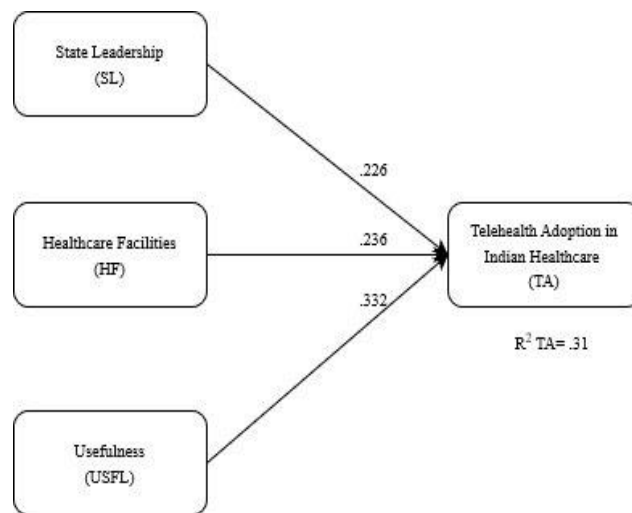 State Leadership
(SL)
.226
Healthcare Facilities
(HF)
.236
Telehealth Adoption in
Indian Healthcare
(TA)
.332
R² TA= .31
Usefulness
(USFL)